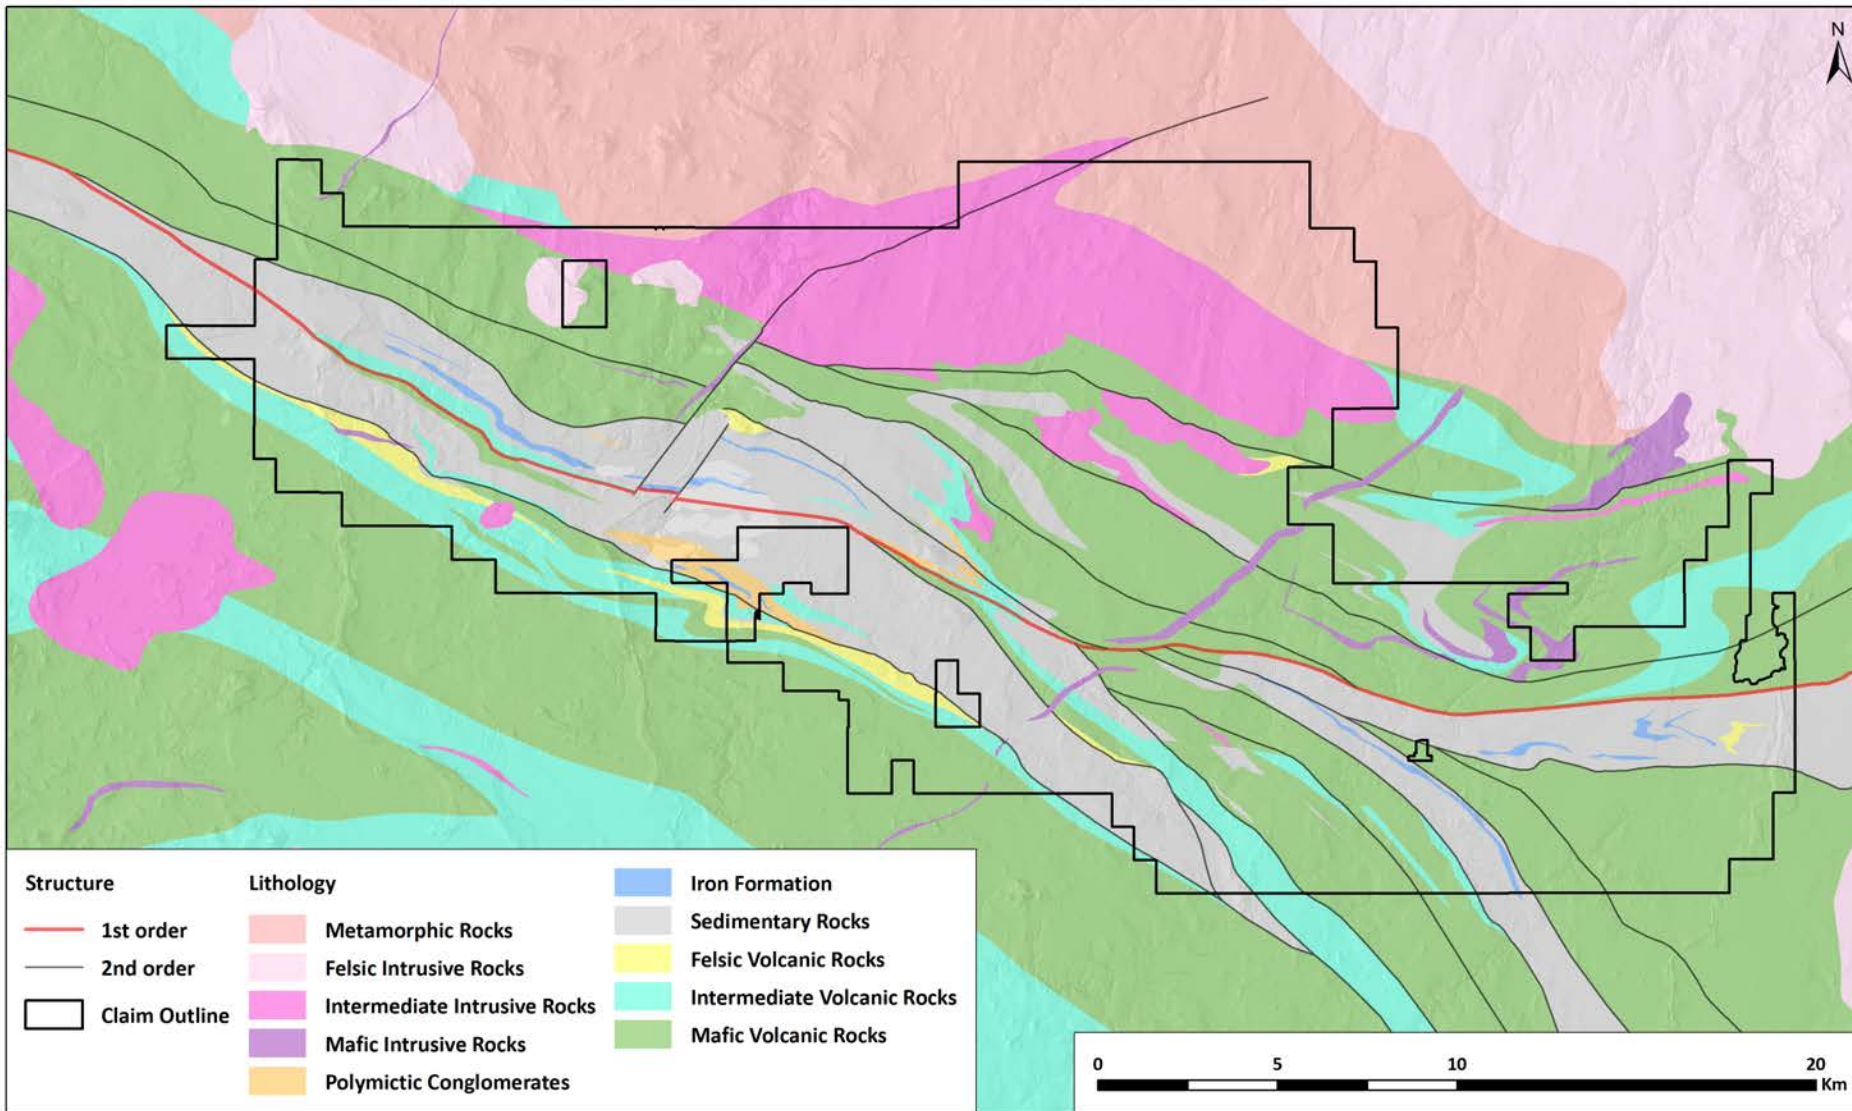 N
Structure
1st order
2nd order
Claim Outline
Lithology
Metamorphic Rocks
Felsic Intrusive Rocks
Intermediate Intrusive Rocks
Mafic Intrusive Rocks
Polymictic Conglomerates
Iron Formation
Sedimentary Rocks
Felsic Volcanic Rocks
Intermediate Volcanic Rocks
Mafic Volcanic Rocks
0 5 10 20
Km